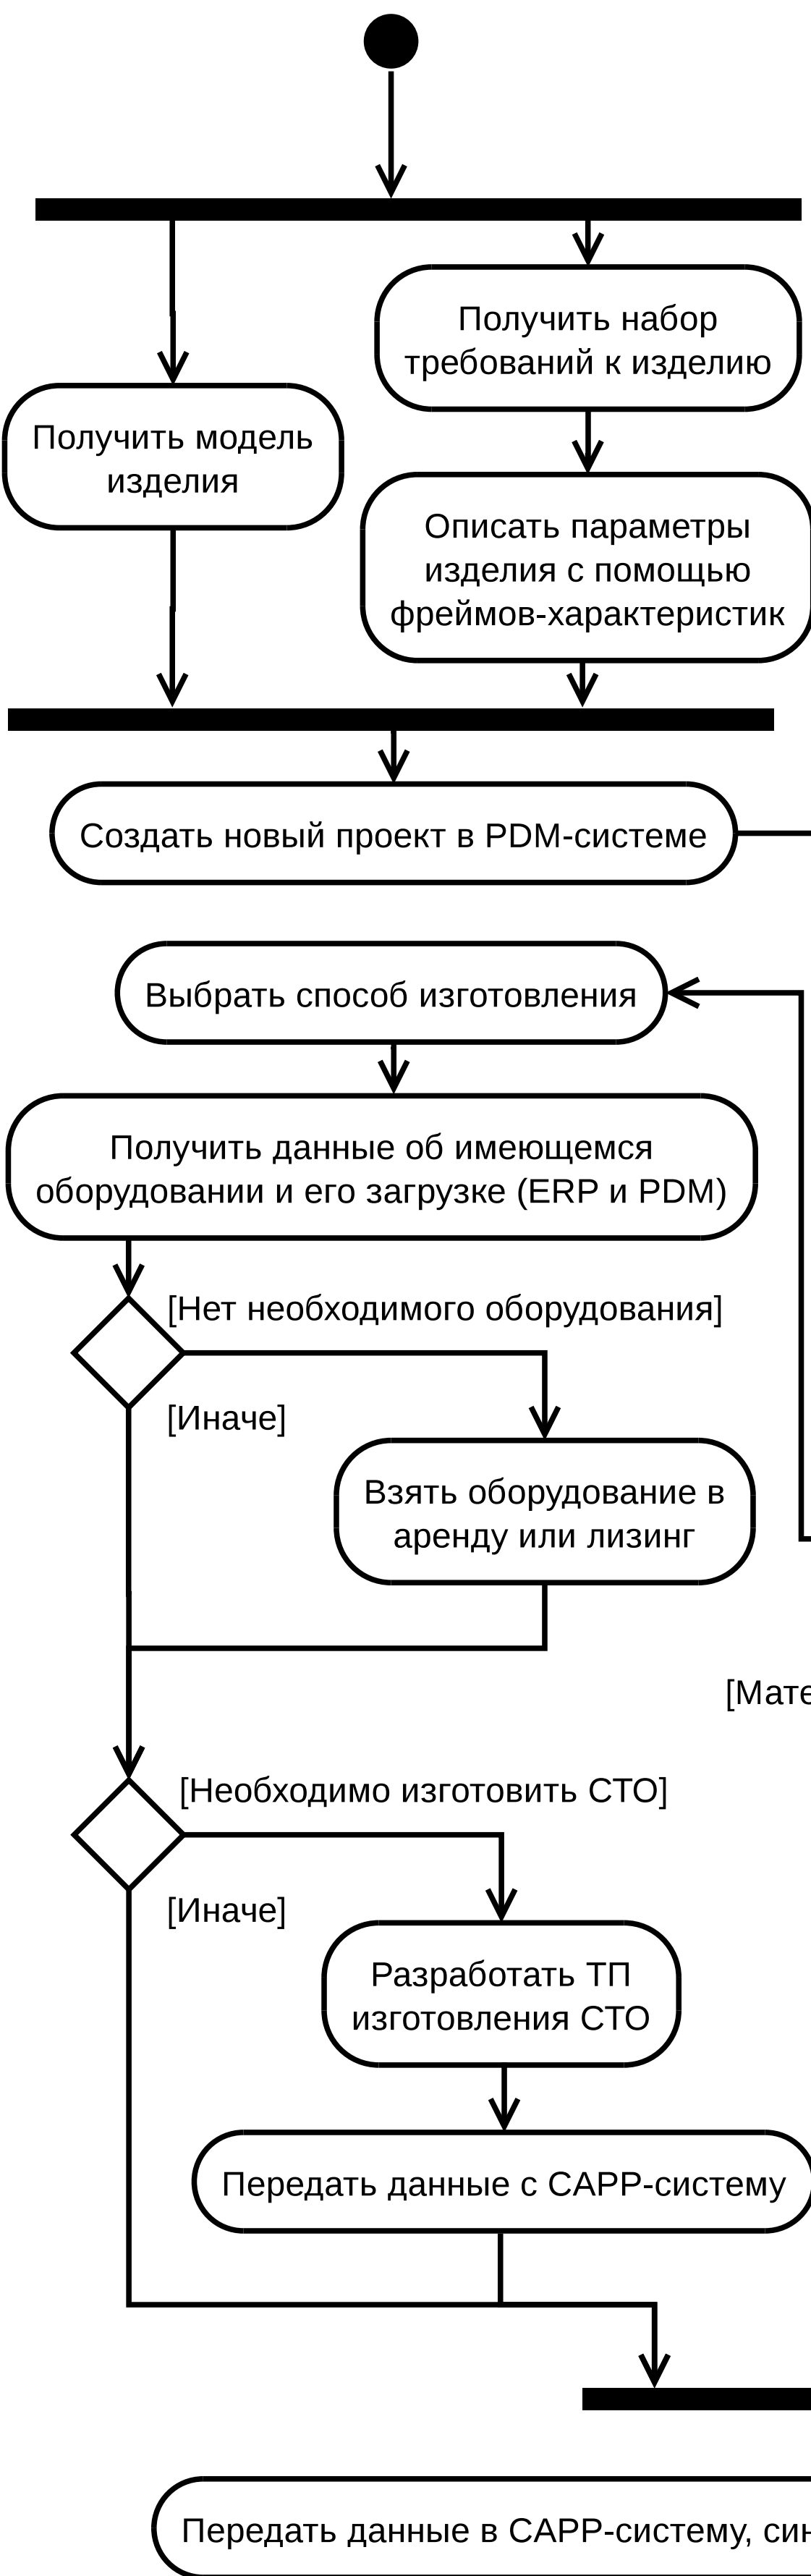 Получить набор
требований к изделию
Получить модель
изделия
Описать параметры
изделия с помощью
фреймов-характеристик
Создать новый проект в PDM-системе
Выбрать способ изготовления
Получить данные об имеющемся
оборудовании и его загрузке (ERP и PDM)
[Нет необходимого оборудования]
[Иначе]
Взять оборудование в
аренду или лизинг
[Мате
[Необходимо изготовить СТО]
[Иначе]
Разработать ТП
изготовления СТО
Передать данные с CAPP-систему
Передать данные в CAPP-систему, син